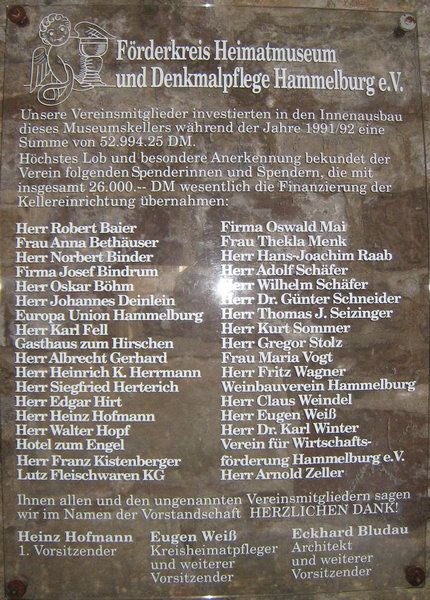 Förderkreis Heimatmuseum
und Denkmalpflege Hammelburg e.V.
Unsere Vereinsmitglieder investierten in den Innenausbau
dieses Museumskellers während der Jahre 1991/92 eine
Summe von 52.994.25 DM.
Höchstes Lob und besondere Anerkennung bekundet der
Verein folgenden Spenderinnen und Spendern, die mit
insgesamt 26.000.-- DM wesentlich die Finanzierung der
Kellereinrichtung übernahmen:
Herr Robert Baier
Frau Anna Bethäuser
Herr Norbert Binder
Firma Josef Bindrum
Herr Oskar Böhm
Herr Johannes Deinlein
Europa Union Hammelburg
Herr Karl Fell
Gasthaus zum Hirschen
Herr Albrecht Gerhard
Herr Heinrich K. Herrmann
Herr Siegfried Herterich
Herr Edgar Hirt
Herr Heinz Hofmann
Herr Walter Hopf
Hotel zum Engel
Herr Franz Kistenberger
Lutz Fleischwaren KG
Firma Oswald Mai
Frau Thekla Menk
Herr Hans-Joachim Raab
Herr Adolf Schäfer
Herr Wilhelm Schäfer
Herr Dr. Günter Schneider
Herr Thomas J. Seizinger
Herr Kurt Sommer
Herr Gregor Stolz
Frau Maria Vogt
Herr Fritz Wagner
Weinbauverein Hammelburg
Herr Claus Weindel
Herr Eugen Weiß
Herr Dr. Karl Winter
Verein für Wirtschafts-
förderung Hammelburg e.V.
Herr Arnold Zeller
Ihnen allen und den ungenannten Vereinsmitgliedern sagen
wir im Namen der Vorstandschaft HERZLICHEN DANK!
Heinz Hofmann
1. Vorsitzender
Eugen Weiß
Kreisheimatpfleger
und weiterer
Vorsitzender
Eckhard Bludau
Architekt
und weiterer
Vorsitzender